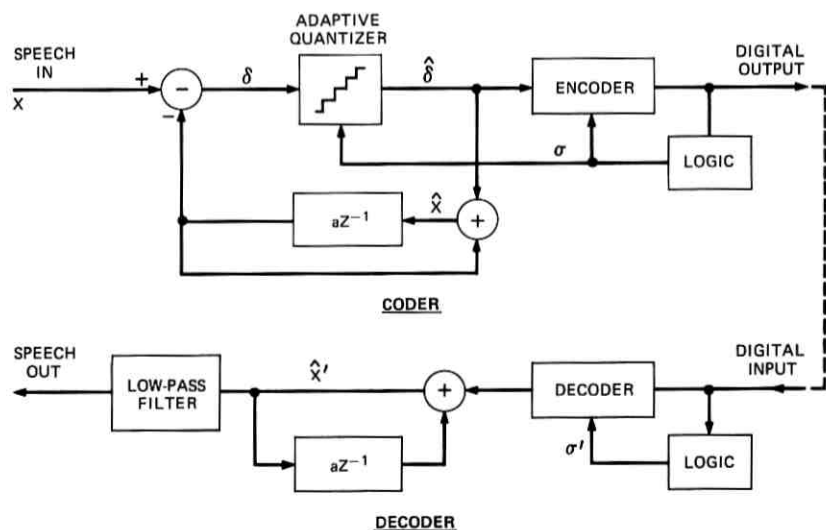 ADAPTIVE
QUANTIZER
SPEECH
IN
DIGITAL
OUTPUT
+
−
δ
δ̂
ENCODER
X
−
σ
LOGIC
aZ⁻¹
X̂
+
CODER
SPEECH
OUT
DIGITAL
INPUT
LOW-PASS
FILTER
X̂′
+
DECODER
aZ⁻¹
σ′
LOGIC
DECODER